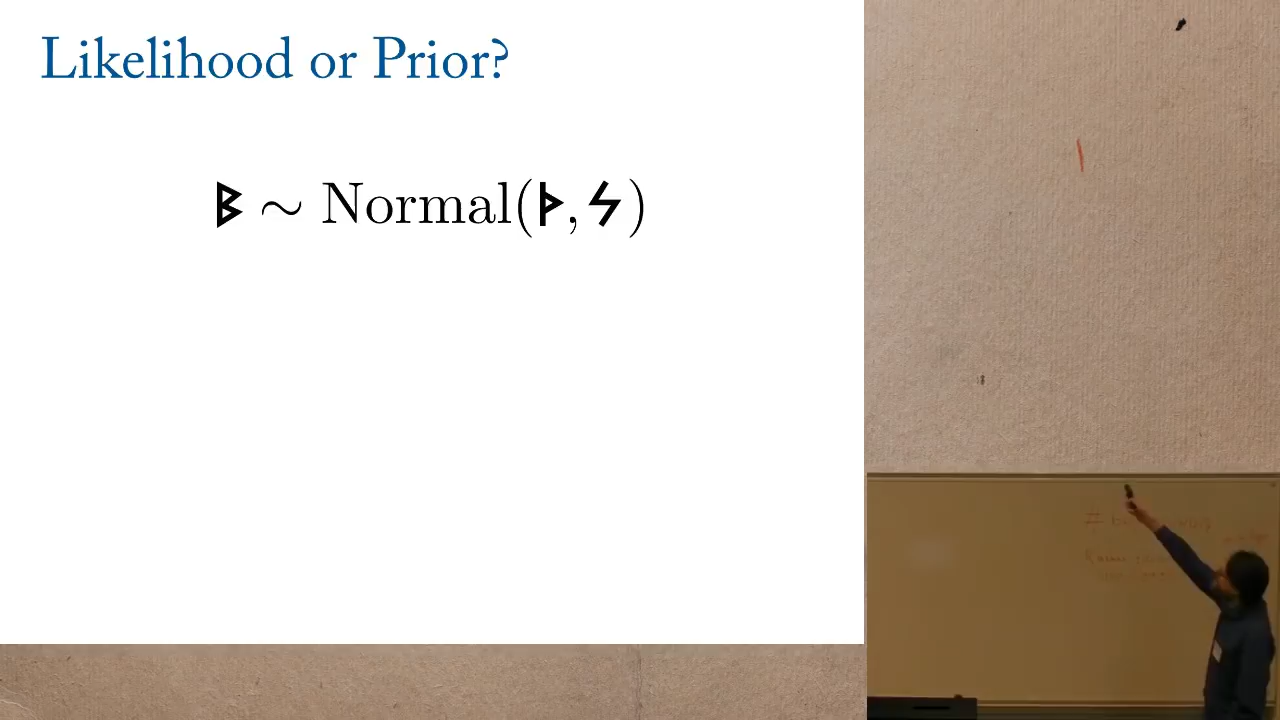 Likelihood or Prior?
ᛒ ~ Normal(ᚦ, ᛋ)
#